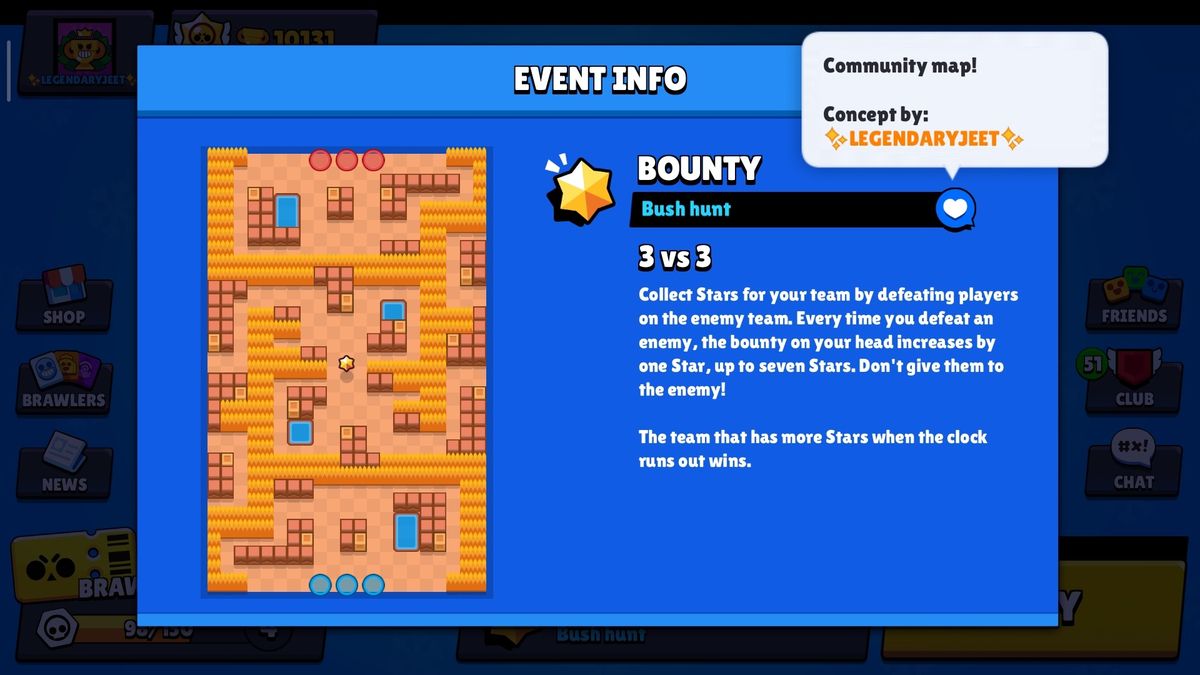 10131
✨LEGENDARYJEET✨
EVENT INFO
Community map!
Concept by:
✨LEGENDARYJEET✨
BOUNTY
Bush hunt
3 vs 3
Collect Stars for your team by defeating players
on the enemy team. Every time you defeat an
enemy, the bounty on your head increases by
one Star, up to seven Stars. Don't give them to
the enemy!
The team that has more Stars when the clock
runs out wins.
SHOP
BRAWLERS
NEWS
FRIENDS
51
CLUB
#x!
CHAT
BRAW
Bush hunt
Y